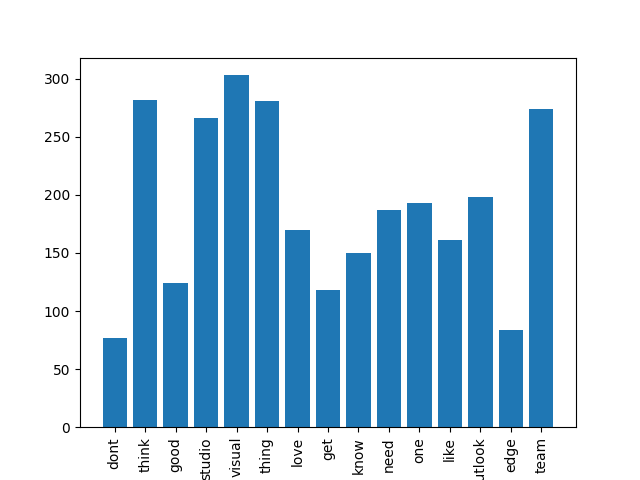 300
250
200
150
100
50
0
dont
think
good
studio
visual
thing
love
get
know
need
one
like
utlook
edge
team